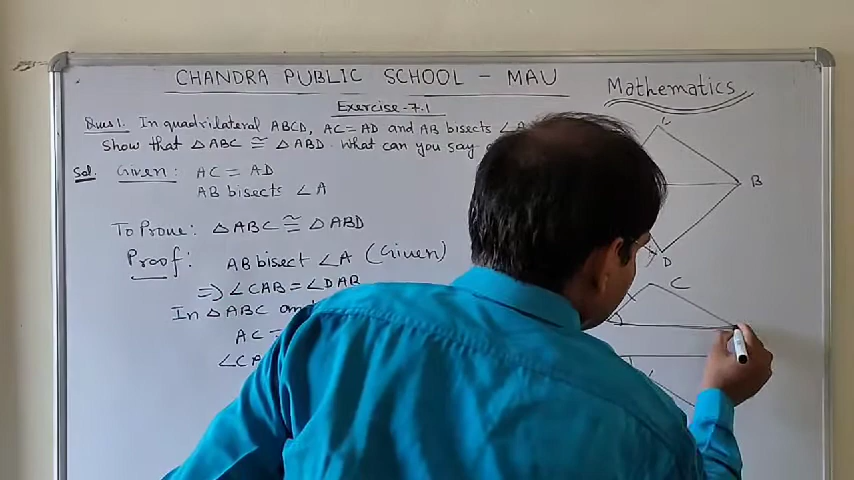 CHANDRA PUBLIC SCHOOL - MAU
Mathematics
Exercise-7.1
Ques1. In quadrilateral ABCD, AC = AD and AB bisects ∠A
Show that △ABC ≅ △ABD. What can you say
Sol. Given: AC = AD
AB bisects ∠A
To Prove: △ABC ≅ △ABD
Proof: AB bisect ∠A (Given)
⇒ ∠CAB = ∠DAB
In △ABC and
AC =
∠CA
C
B
D
C